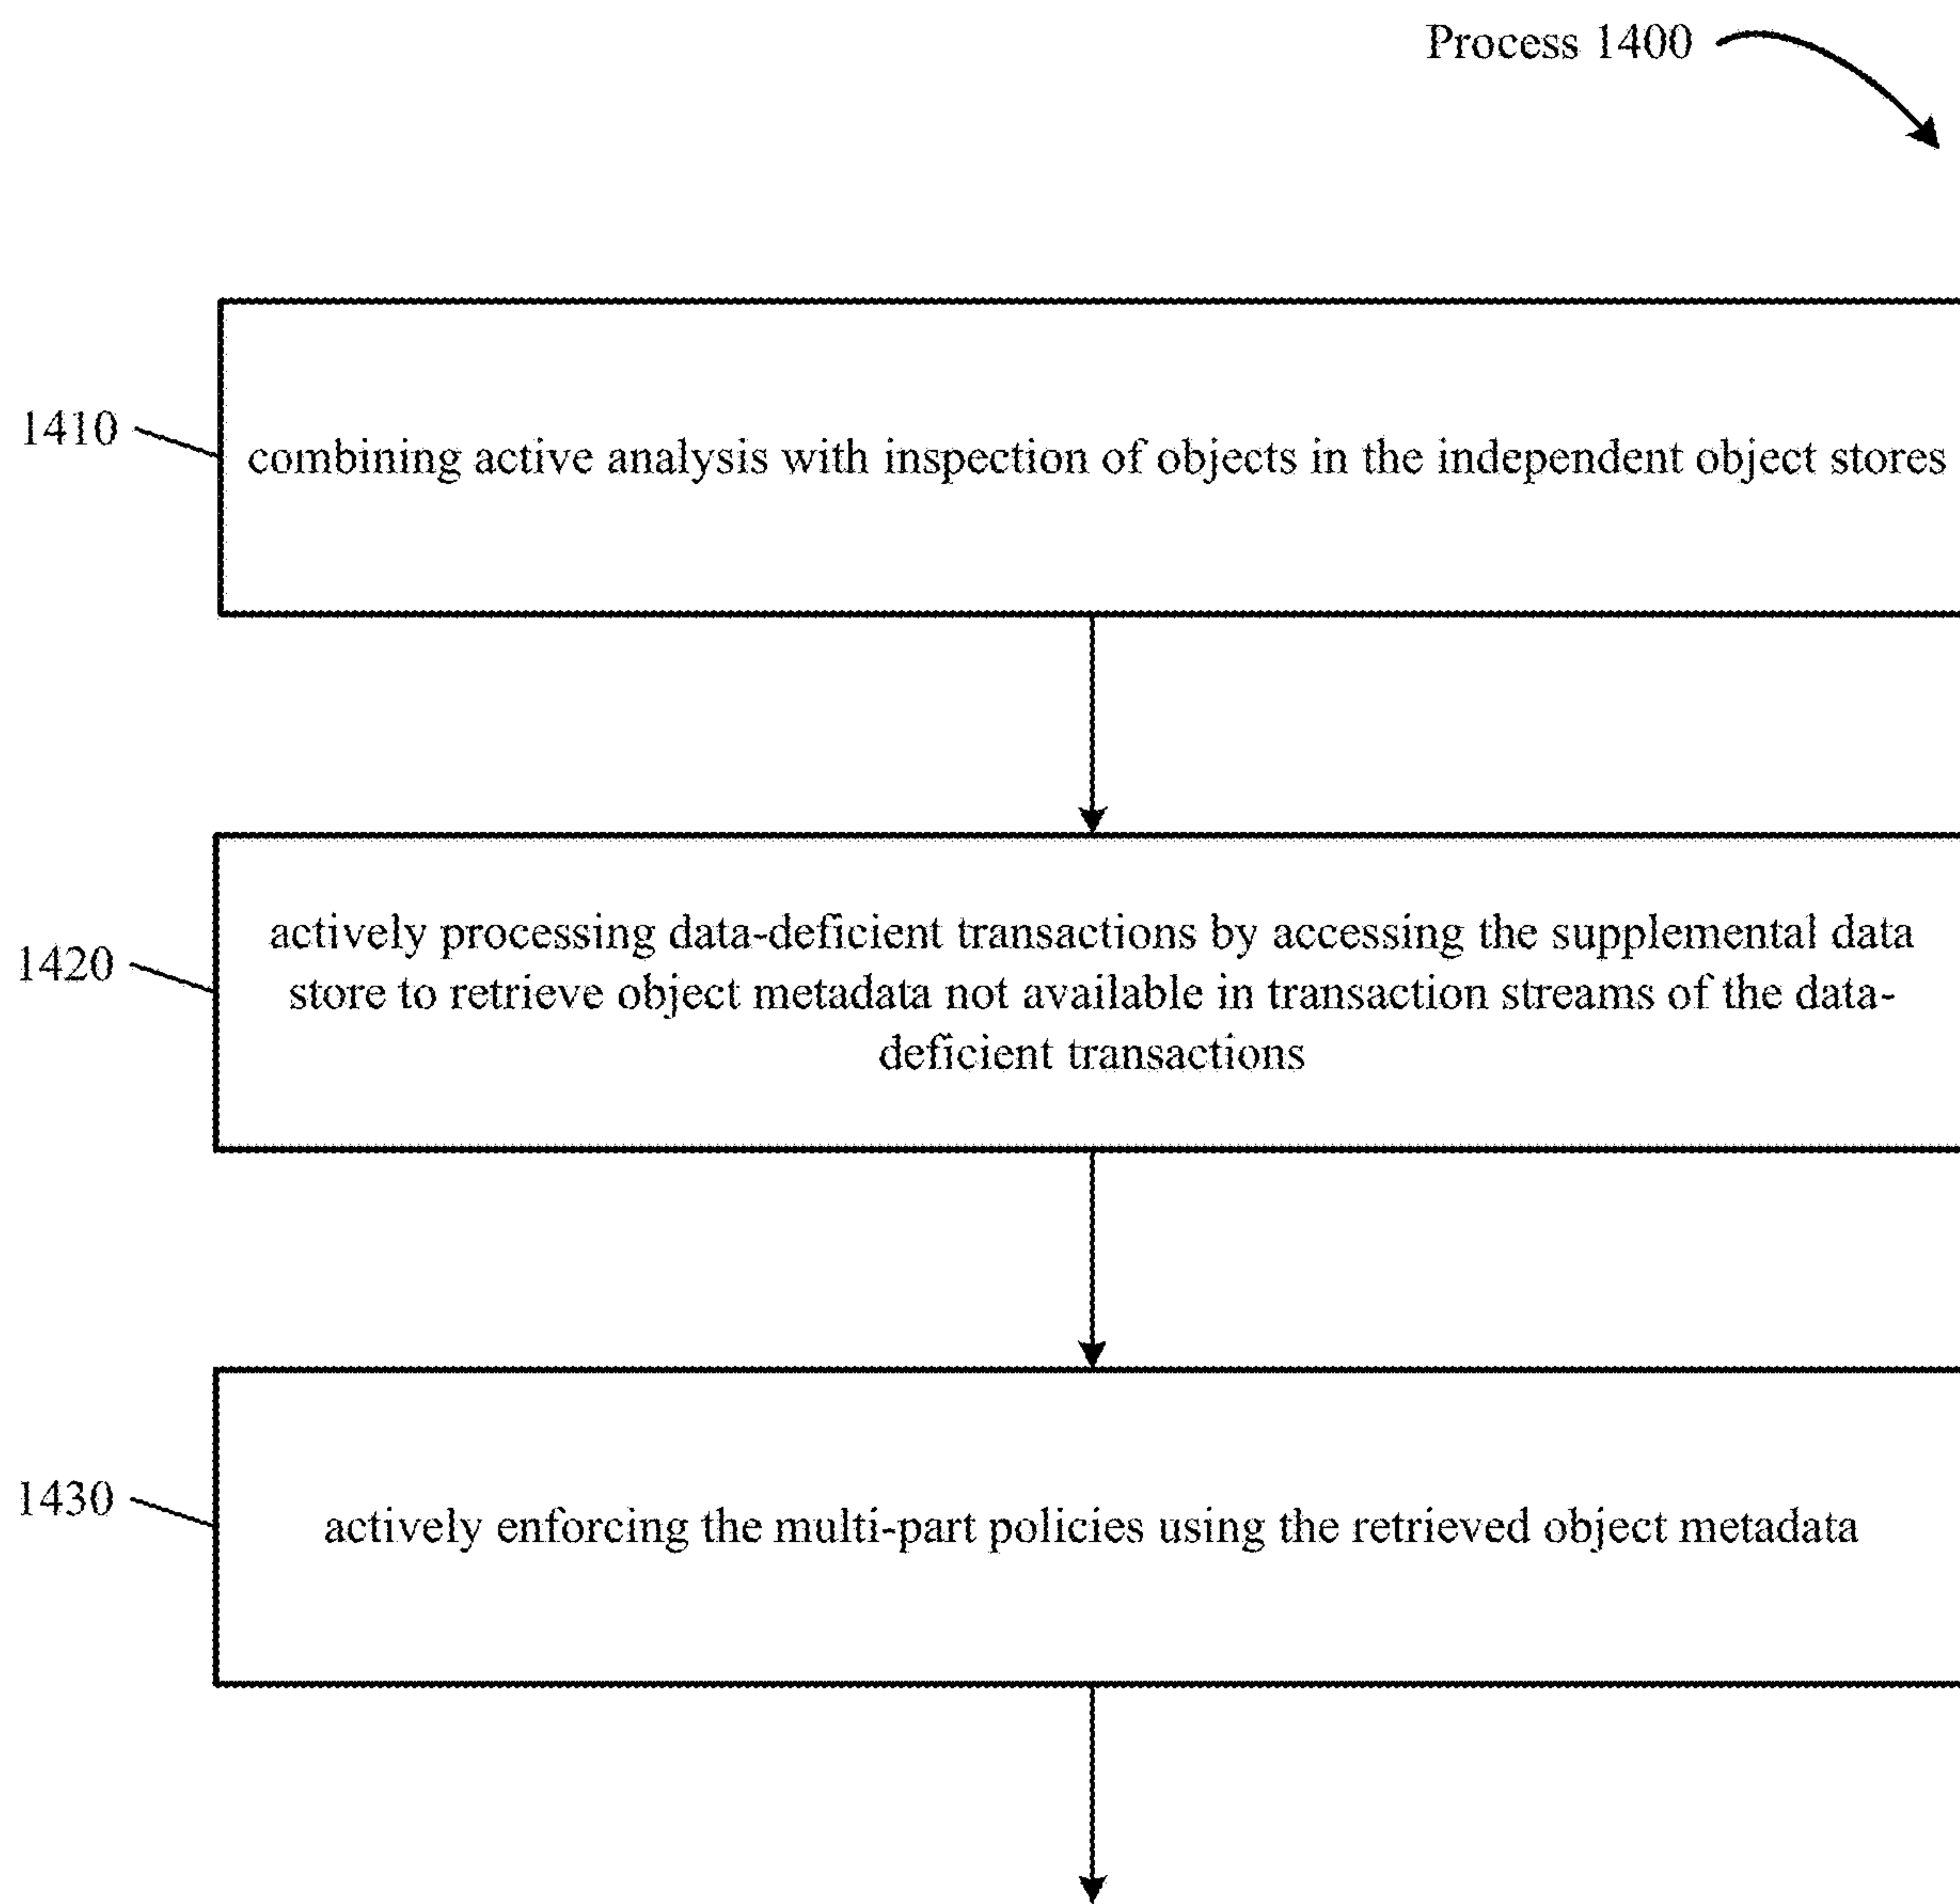 Process 1400
1410
combining active analysis with inspection of objects in the independent object stores
1420
actively processing data-deficient transactions by accessing the supplemental data
store to retrieve object metadata not available in transaction streams of the data-
deficient transactions
1430
actively enforcing the multi-part policies using the retrieved object metadata